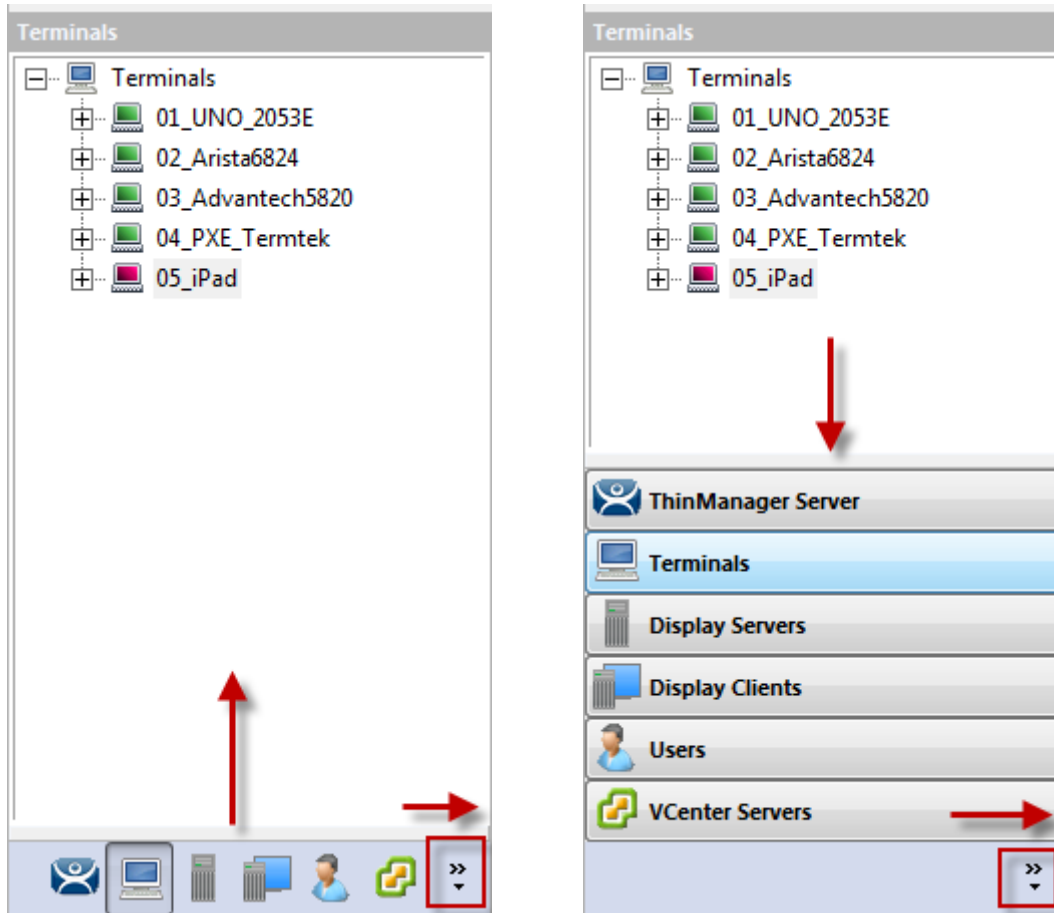 Terminals
Terminals
01_UNO_2053E
02_Arista6824
03_Advantech5820
04_PXE_Termtek
05_iPad
Terminals
Terminals
01_UNO_2053E
02_Arista6824
03_Advantech5820
04_PXE_Termtek
05_iPad
ThinManager Server
Terminals
Display Servers
Display Clients
Users
VCenter Servers